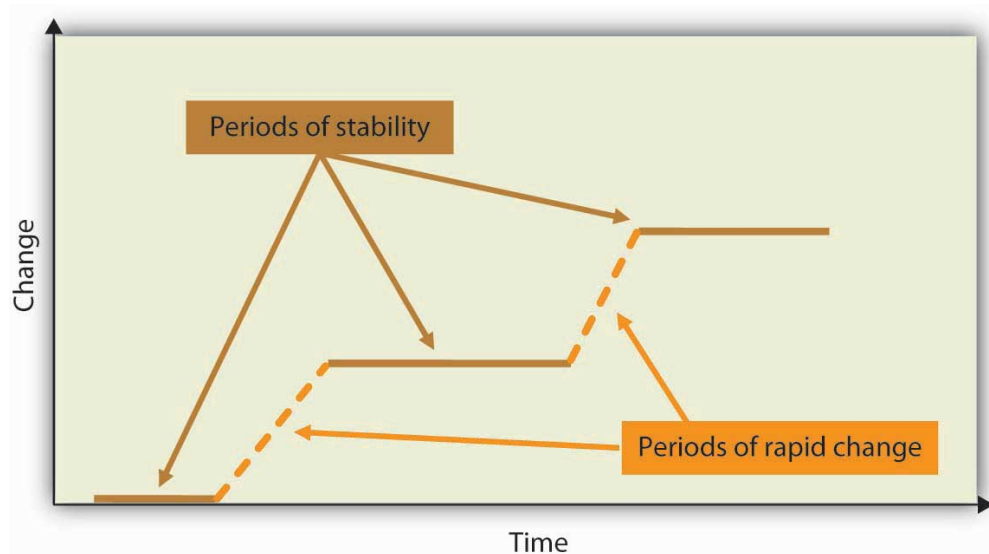 Periods of stability
Change
Periods of rapid change
Time